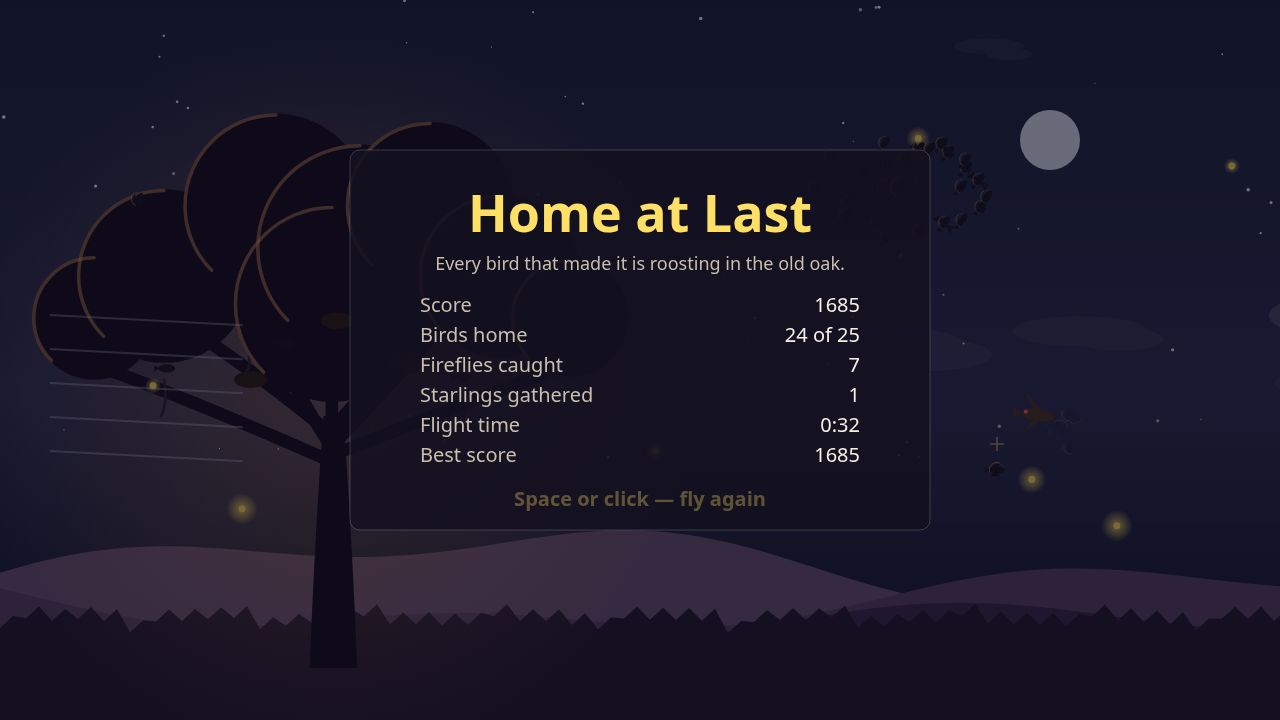 Home at Last
Every bird that made it is roosting in the old oak.
Score 1685
Birds home 24 of 25
Fireflies caught 7
Starlings gathered 1
Flight time 0:32
Best score 1685
Space or click — fly again